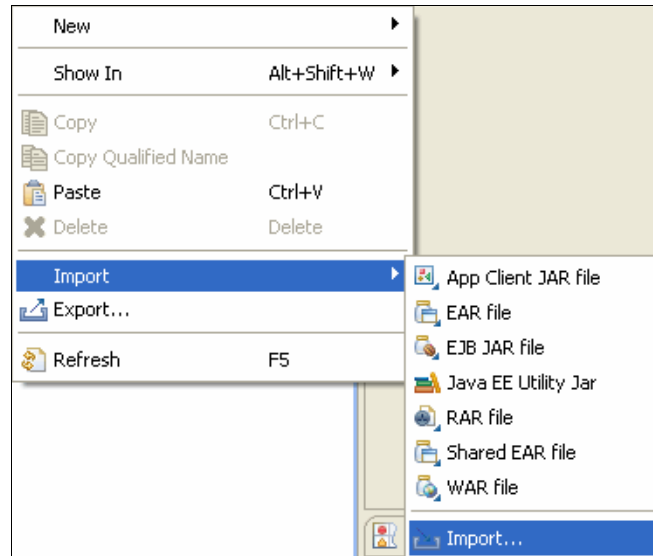 New
Show In Alt+Shift+W
Copy Ctrl+C
Copy Qualified Name
Paste Ctrl+V
Delete Delete
Import
Export...
Refresh F5
App Client JAR file
EAR file
EJB JAR file
Java EE Utility Jar
RAR file
Shared EAR file
WAR file
Import...